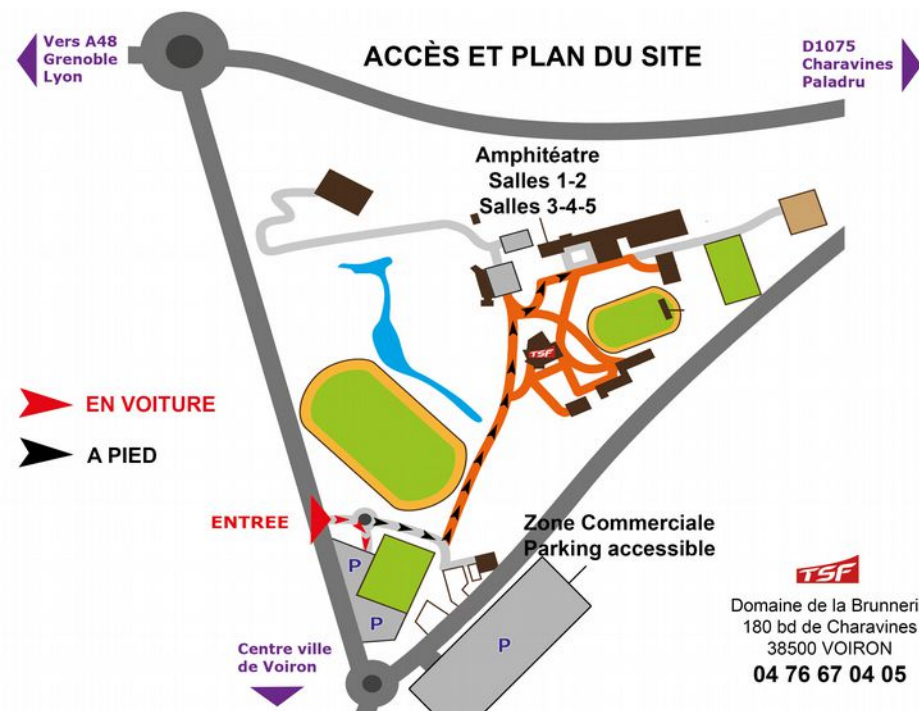 Vers A48
Grenoble
Lyon
ACCÈS ET PLAN DU SITE
D1075
Charavines
Paladru
Amphitéatre
Salles 1-2
Salles 3-4-5
TSF
EN VOITURE
A PIED
ENTREE
Zone Commerciale
Parking accessible
P
P
P
Centre ville
de Voiron
TSF
Domaine de la Brunneri
180 bd de Charavines
38500 VOIRON
04 76 67 04 05